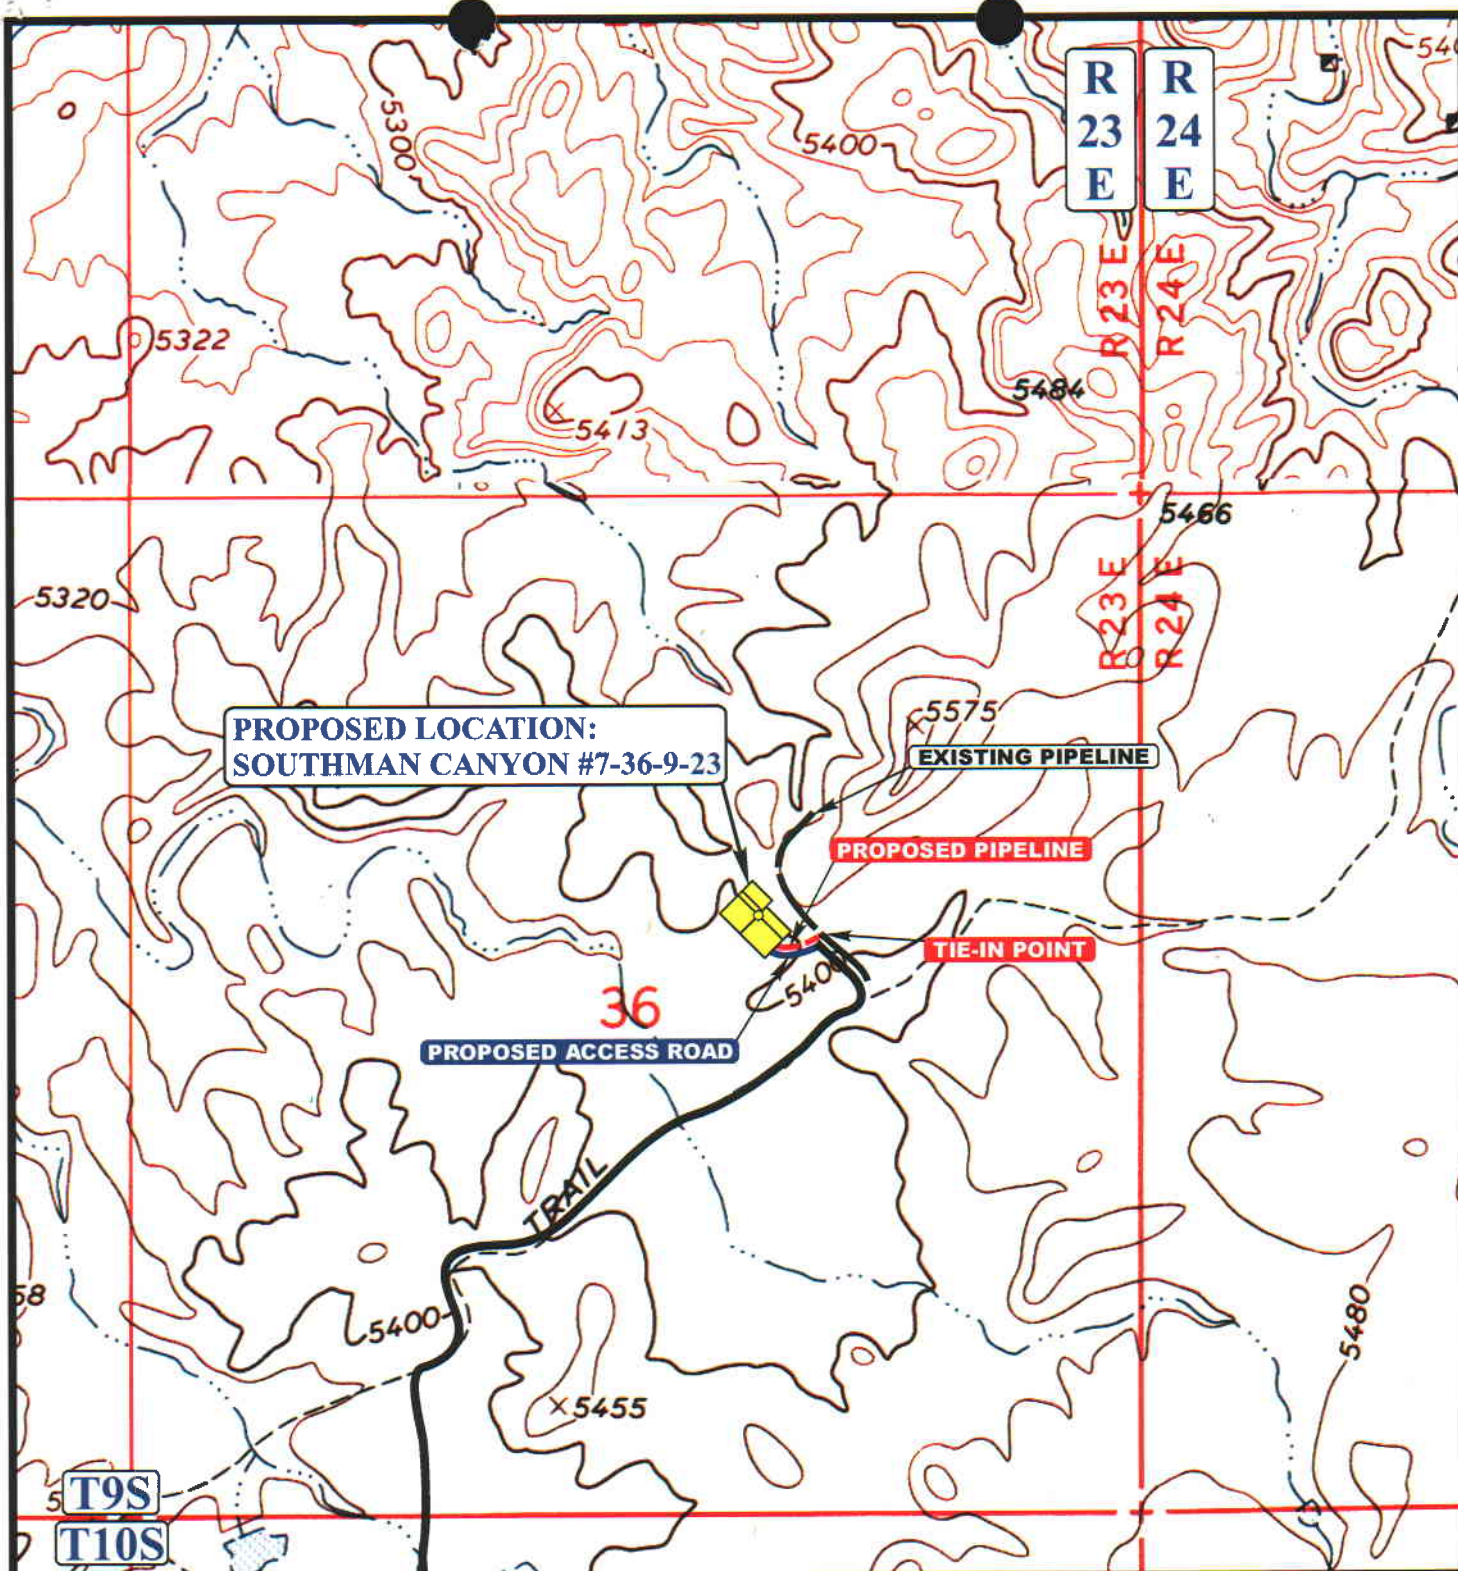 R
23
E
R
24
E
5300
5400
R 23 E
R 24 E
5322
5484
5413
5466
R 23 E
R 24 E
5320
PROPOSED LOCATION:
SOUTHMAN CANYON #7-36-9-23
5575
EXISTING PIPELINE
PROPOSED PIPELINE
TIE-IN POINT
5400
36
PROPOSED ACCESS ROAD
TRAIL
5400
5480
5455
T9S
T10S